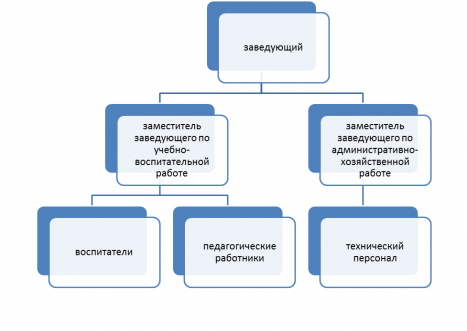 заведующий
заместитель
заведующего по
учебно-
воспитательной
работе
заместитель
заведующего по
административно-
хозяйственной
работе
воспитатели
педагогические
работники
технический
персонал